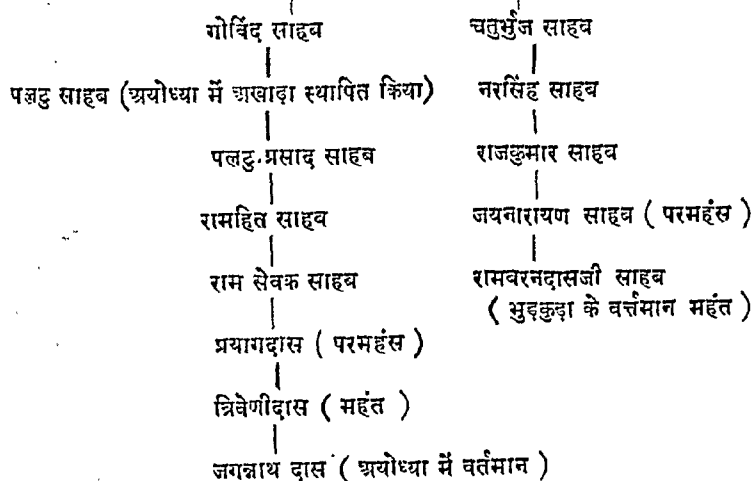 गोविंद साहब
पलटु साहब (अयोध्या में अखाड़ा स्थापित किया)
पलटु प्रसाद साहब
रामहित साहब
राम सेवक साहब
प्रयागदास ( परमहंस )
त्रिवेणीदास ( महंत )
जगन्नाथ दास ( अयोध्या में वर्तमान )
चतुर्भुज साहब
नरसिंह साहब
राजकुमार साहब
जयनारायण साहब ( परमहंस )
रामवरनदासजी साहब
( भुड़कुड़ा के वर्त्तमान महंत )